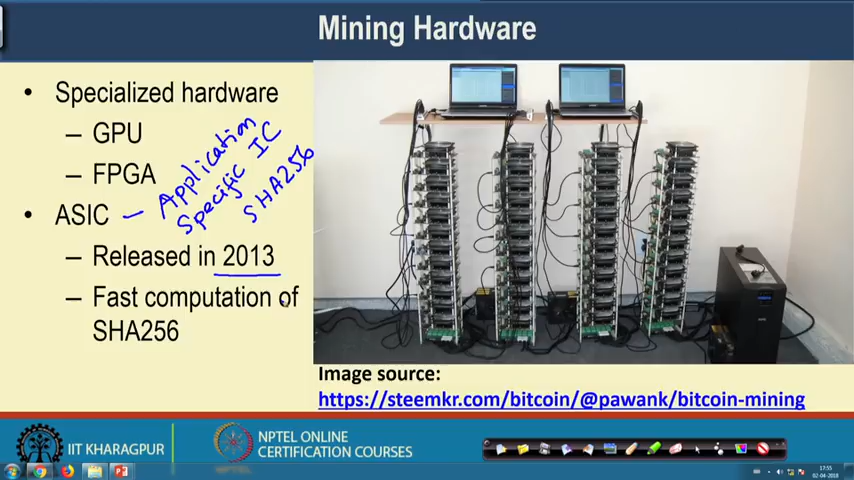 Mining Hardware
• Specialized hardware
– GPU
– FPGA
• ASIC – Application
Specific IC
SHA256
– Released in 2013
– Fast computation of
SHA256
Image source:
https://steemkr.com/bitcoin/@pawank/bitcoin-mining
IIT KHARAGPUR
NPTEL ONLINE
CERTIFICATION COURSES
17:55
02-04-2018